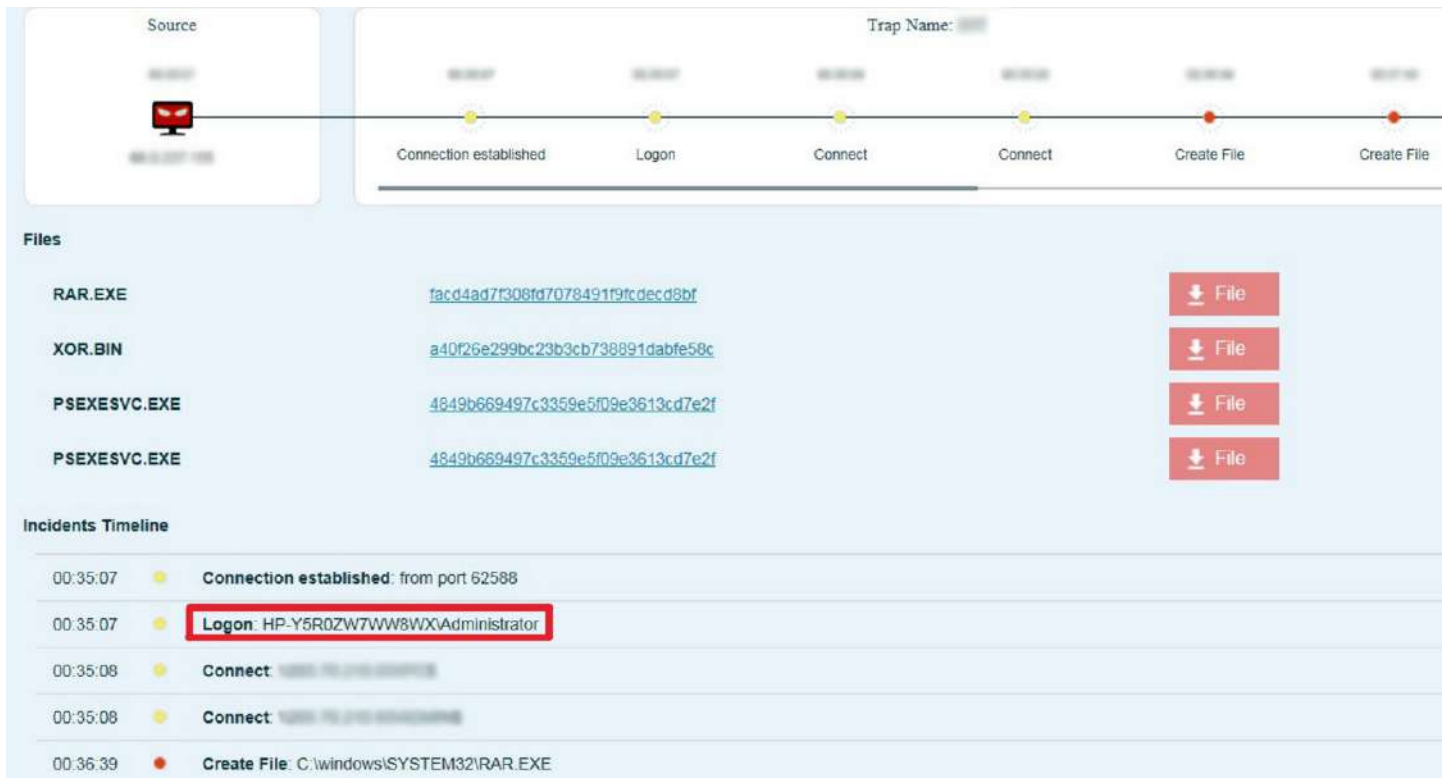 Source
Trap Name:
Connection established
Logon
Connect
Connect
Create File
Create File
Files
RAR.EXE facd4ad7f308fd7078491f9fcdecd8bf File
XOR.BIN a40f26e299bc23b3cb738891dabfe58c File
PSEXESVC.EXE 4849b669497c3359e5f09e3613cd7e2f File
PSEXESVC.EXE 4849b669497c3359e5f09e3613cd7e2f File
Incidents Timeline
00:35:07 Connection established: from port 62588
00:35:07 Logon: HP-Y5R0ZW7WW8WX\Administrator
00:35:08 Connect:
00:35:08 Connect:
00:36:39 Create File: C:\windows\SYSTEM32\RAR.EXE